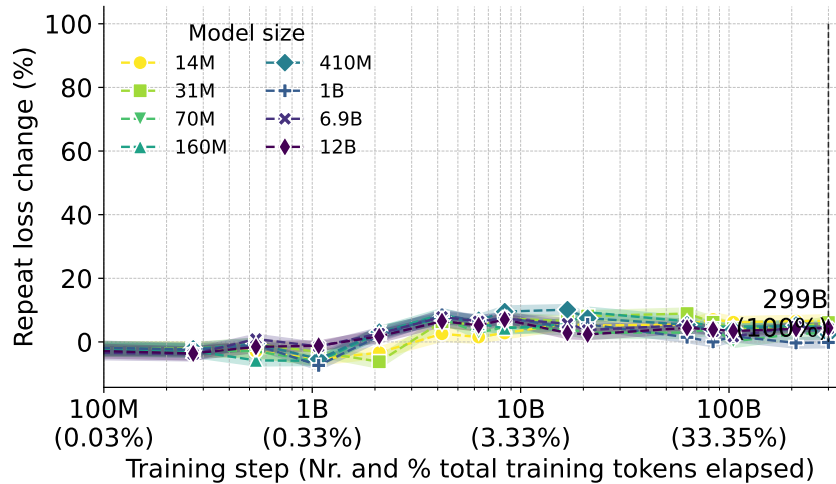 Repeat loss change (%)
100
80
60
40
20
0
Model size
14M
31M
70M
160M
410M
1B
6.9B
12B
299B
(100%)
100M
(0.03%)
1B
(0.33%)
10B
(3.33%)
100B
(33.35%)
Training step (Nr. and % total training tokens elapsed)